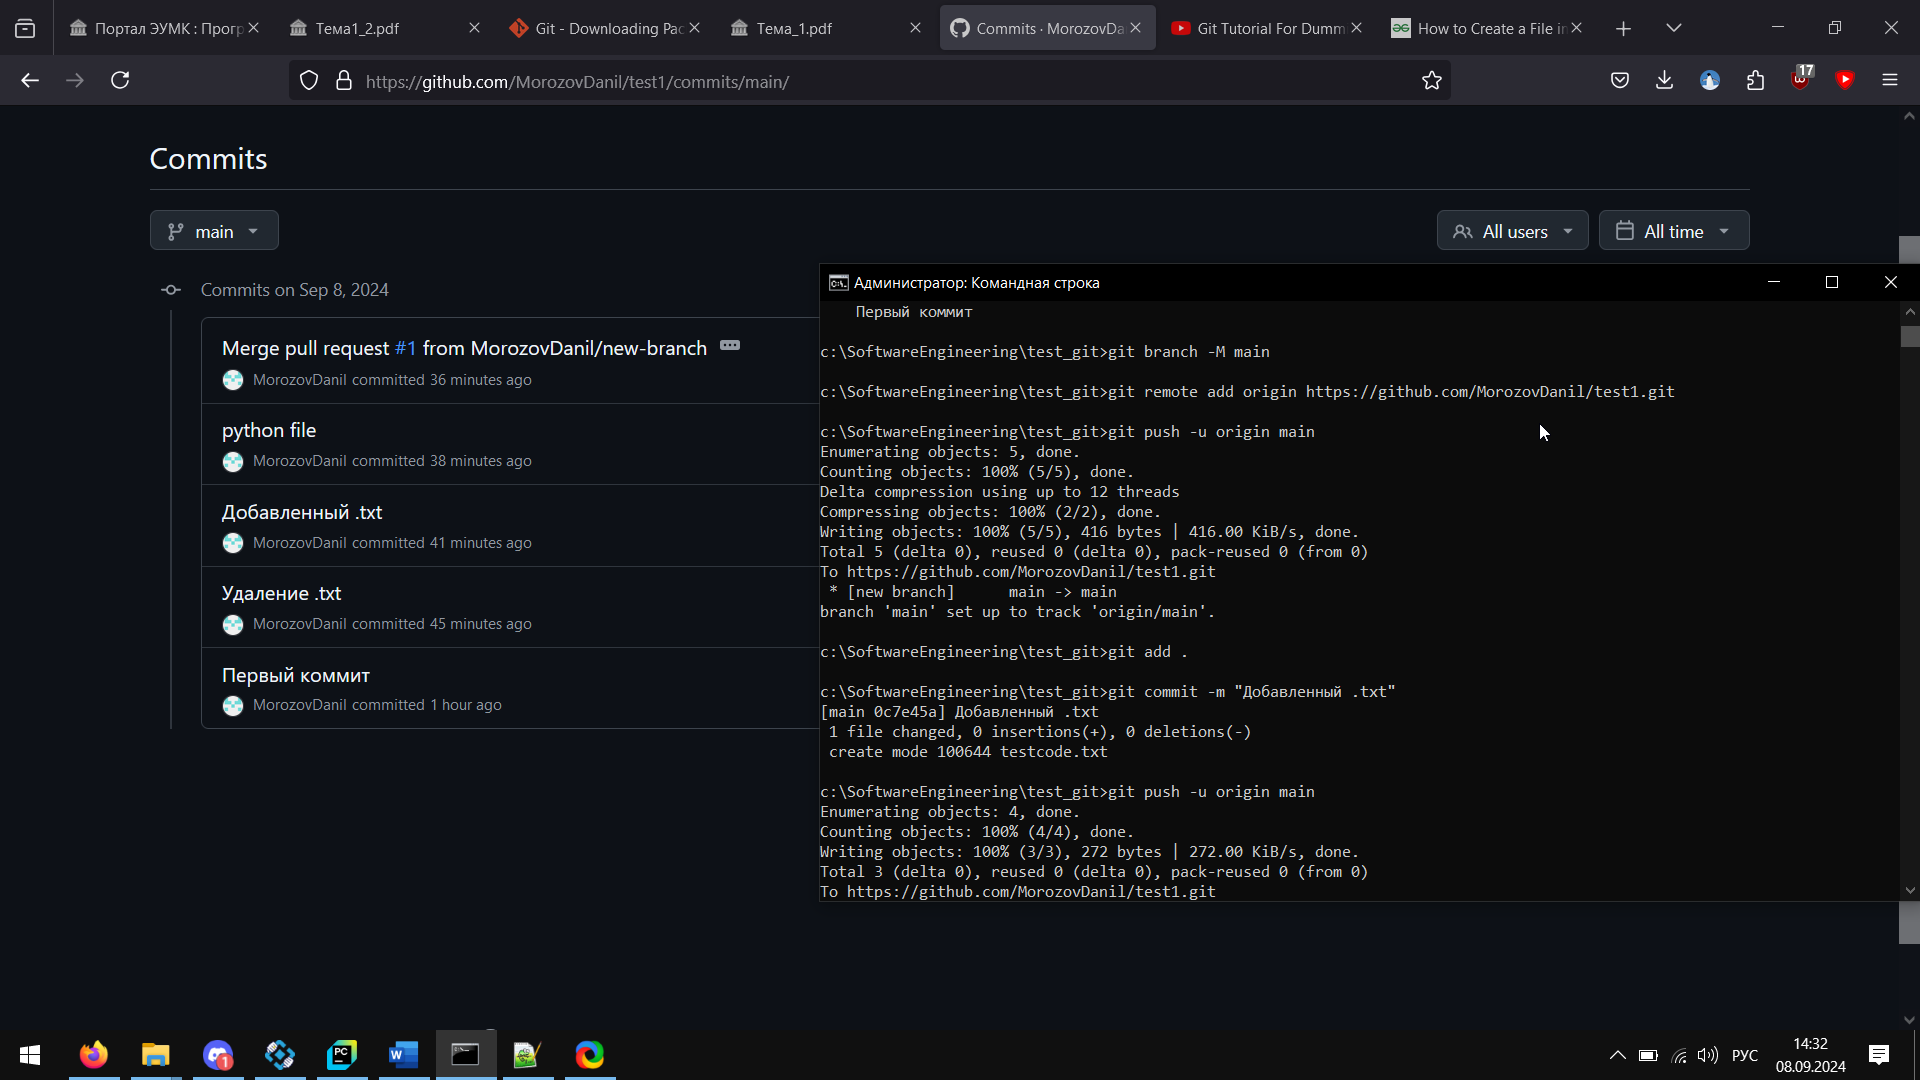 Портал ЭУМК : Прогр
Тема1_2.pdf
Git - Downloading Pac
Тема_1.pdf
Commits · MorozovDa
Git Tutorial For Dumm
How to Create a File in
https://github.com/MorozovDanil/test1/commits/main/
17
Commits
main
All users
All time
Commits on Sep 8, 2024
Merge pull request #1 from MorozovDanil/new-branch
MorozovDanil committed 36 minutes ago
python file
MorozovDanil committed 38 minutes ago
Добавленный .txt
MorozovDanil committed 41 minutes ago
Удаление .txt
MorozovDanil committed 45 minutes ago
Первый коммит
MorozovDanil committed 1 hour ago
Администратор: Командная строка
Первый коммит
c:\SoftwareEngineering\test_git>git branch -M main
c:\SoftwareEngineering\test_git>git remote add origin https://github.com/MorozovDanil/test1.git
c:\SoftwareEngineering\test_git>git push -u origin main
Enumerating objects: 5, done.
Counting objects: 100% (5/5), done.
Delta compression using up to 12 threads
Compressing objects: 100% (2/2), done.
Writing objects: 100% (5/5), 416 bytes | 416.00 KiB/s, done.
Total 5 (delta 0), reused 0 (delta 0), pack-reused 0 (from 0)
To https://github.com/MorozovDanil/test1.git
* [new branch]      main -> main
branch 'main' set up to track 'origin/main'.
c:\SoftwareEngineering\test_git>git add .
c:\SoftwareEngineering\test_git>git commit -m "Добавленный .txt"
[main 0c7e45a] Добавленный .txt
1 file changed, 0 insertions(+), 0 deletions(-)
create mode 100644 testcode.txt
c:\SoftwareEngineering\test_git>git push -u origin main
Enumerating objects: 4, done.
Counting objects: 100% (4/4), done.
Writing objects: 100% (3/3), 272 bytes | 272.00 KiB/s, done.
Total 3 (delta 0), reused 0 (delta 0), pack-reused 0 (from 0)
To https://github.com/MorozovDanil/test1.git
1
PC
W
РУС
14:32
08.09.2024